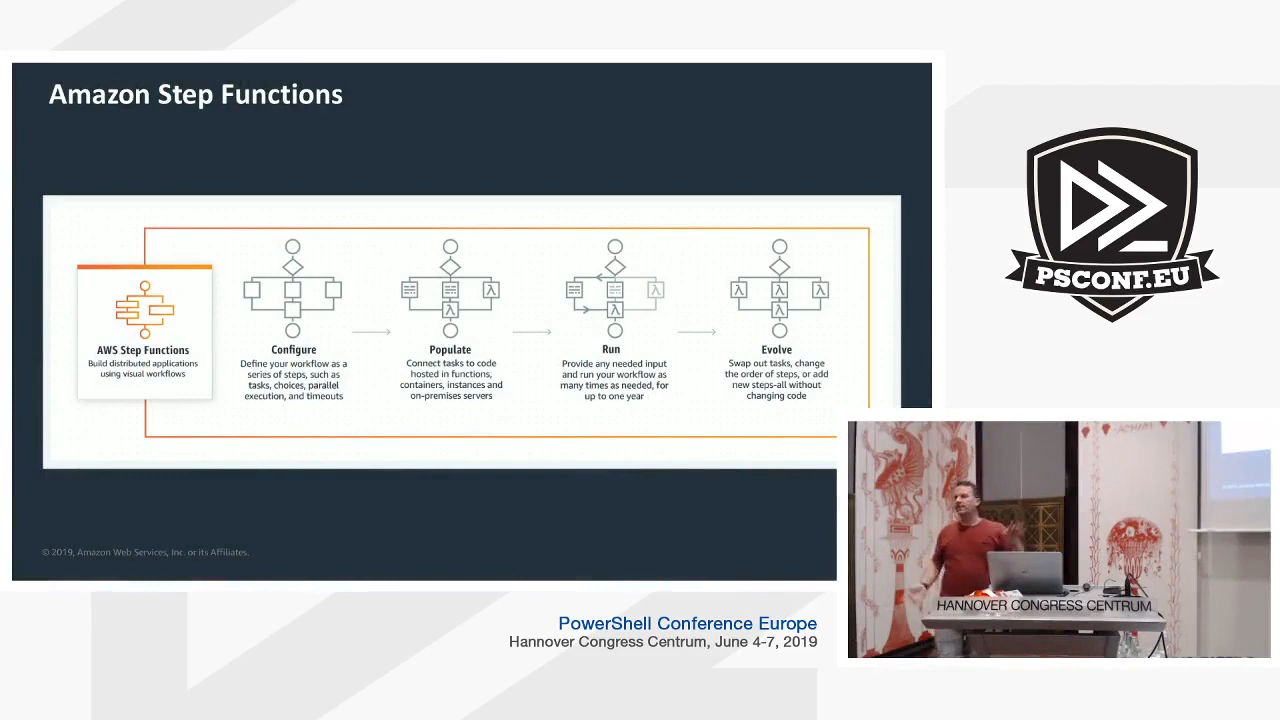 Amazon Step Functions
AWS Step Functions
Build distributed applications
using visual workflows
Configure
Define your workflow as a
series of steps, such as
tasks, choices, parallel
execution, and timeouts
Populate
Connect tasks to code
hosted in functions,
containers, instances and
on-premises servers
Run
Provide any needed input
and run your workflow as
many times as needed, for
up to one year
Evolve
Swap out tasks, change
the order of steps, or add
new steps-all without
changing code
λ
λ
λ
λ
λ
λ
λ
λ
© 2019, Amazon Web Services, Inc. or its Affiliates.
PSCONF.EU
HANNOVER CONGRESS CENTRUM
PowerShell Conference Europe
Hannover Congress Centrum, June 4-7, 2019